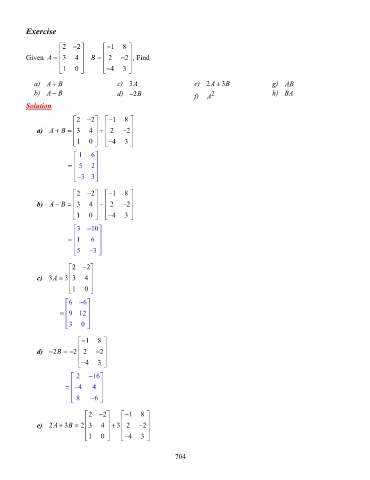 Exercise
Given A = [2 −2; 3 4; 1 0] B = [−1 8; 2 −2; −4 3], Find
a) A + B c) 3A e) 2A + 3B g) AB
b) A − B d) −2B f) A² h) BA
Solution
a) A + B = [2 −2; 3 4; 1 0] + [−1 8; 2 −2; −4 3]
= [1 6; 5 2; −3 3]
b) A − B = [2 −2; 3 4; 1 0] − [−1 8; 2 −2; −4 3]
= [3 −10; 1 6; 5 −3]
c) 3A = 3[2 −2; 3 4; 1 0]
= [6 −6; 9 12; 3 0]
d) −2B = −2[−1 8; 2 −2; −4 3]
= [2 −16; −4 4; 8 −6]
e) 2A + 3B = 2[2 −2; 3 4; 1 0] + 3[−1 8; 2 −2; −4 3]
704